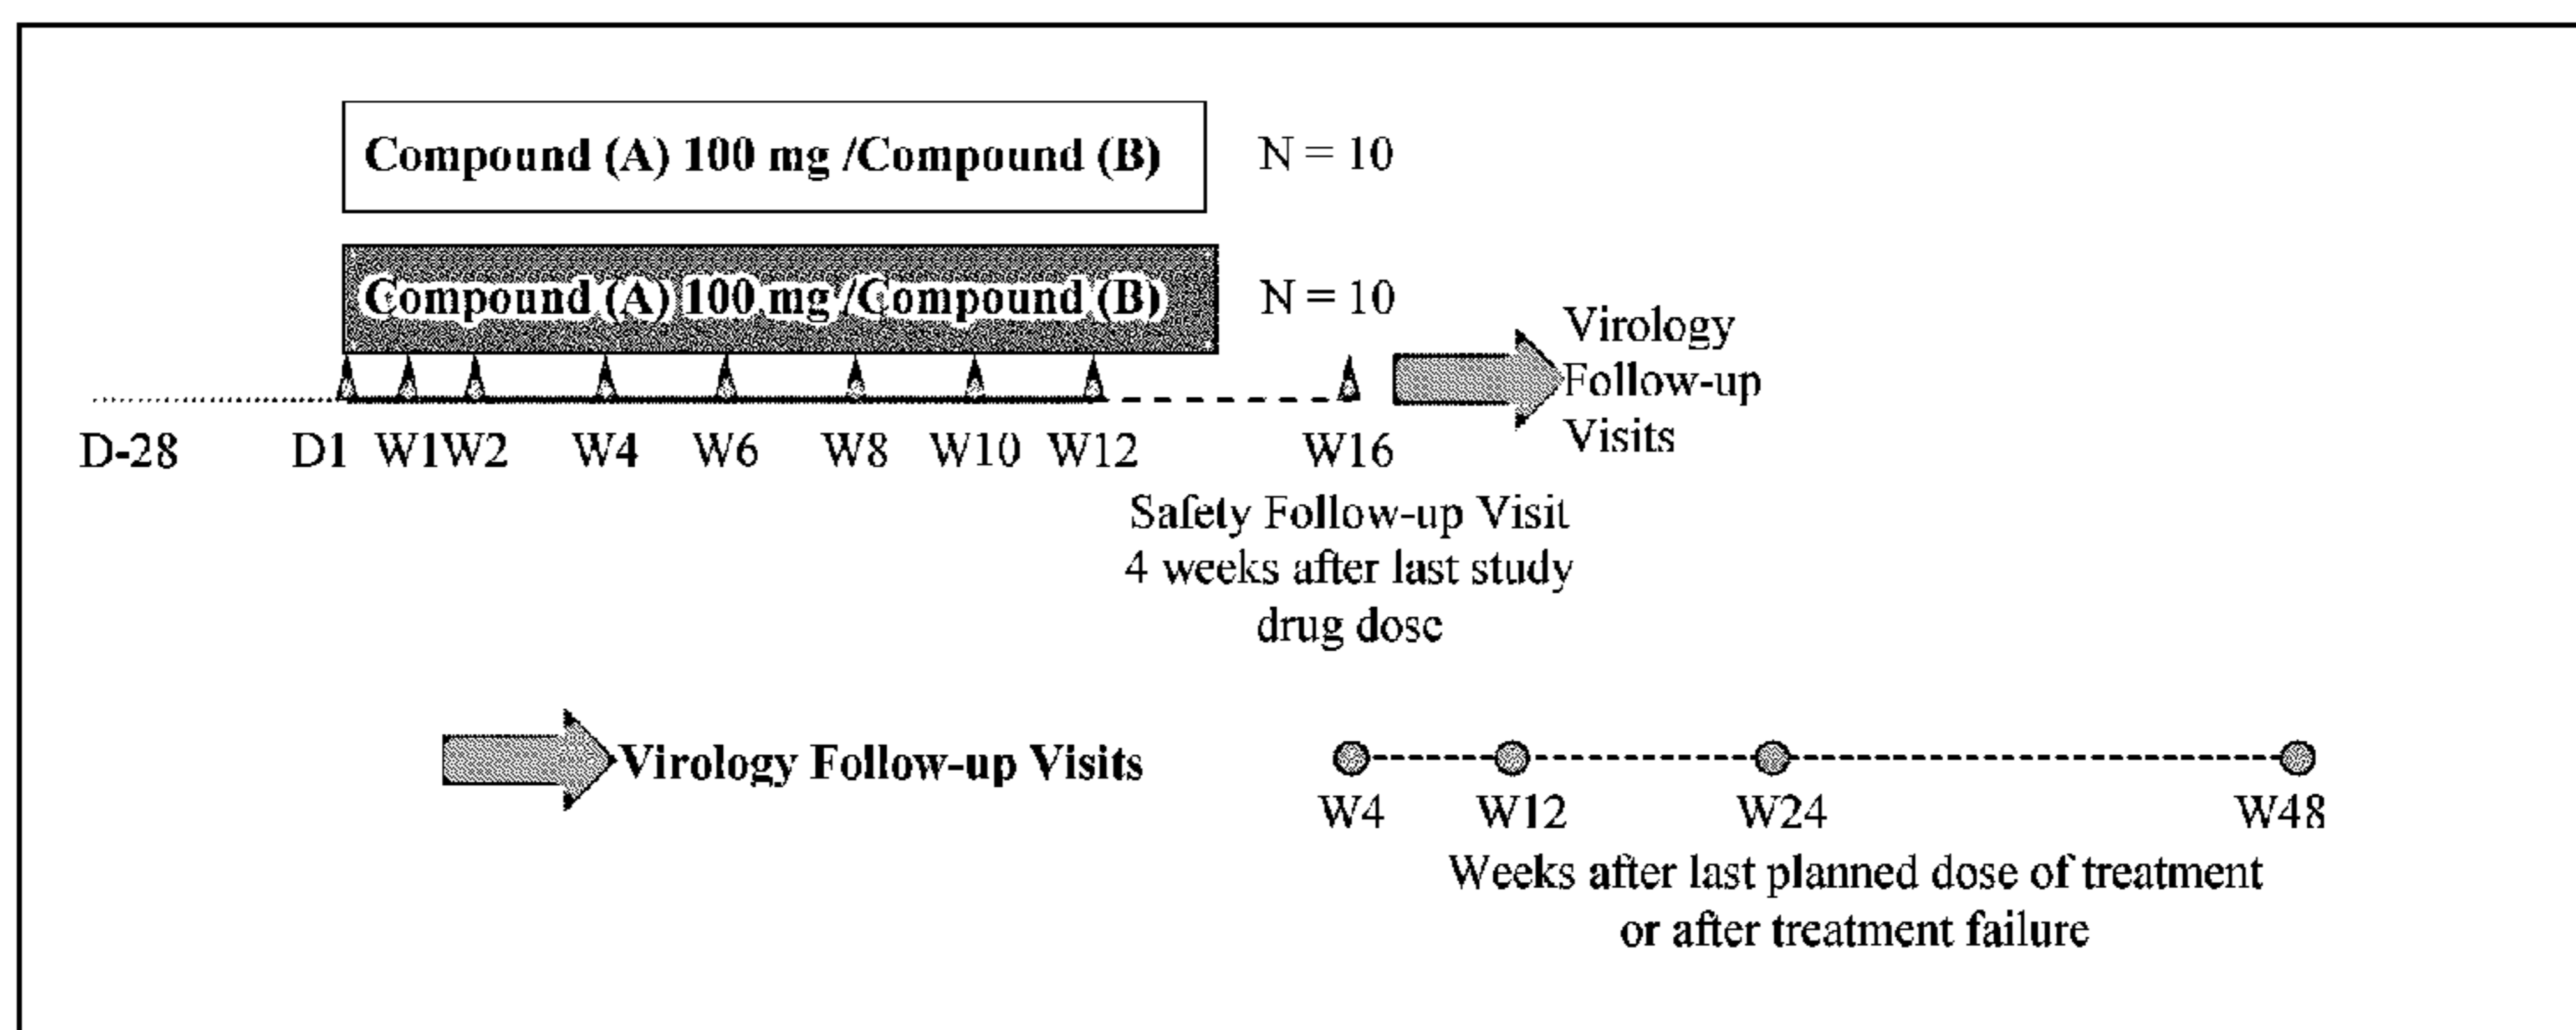 Compound (A) 100 mg /Compound (B) N = 10
Compound (A) 100 mg /Compound (B) N = 10
Virology
Follow-up
Visits
D-28 D1 W1 W2 W4 W6 W8 W10 W12 W16
Safety Follow-up Visit
4 weeks after last study
drug dose
Virology Follow-up Visits
W4 W12 W24 W48
Weeks after last planned dose of treatment
or after treatment failure